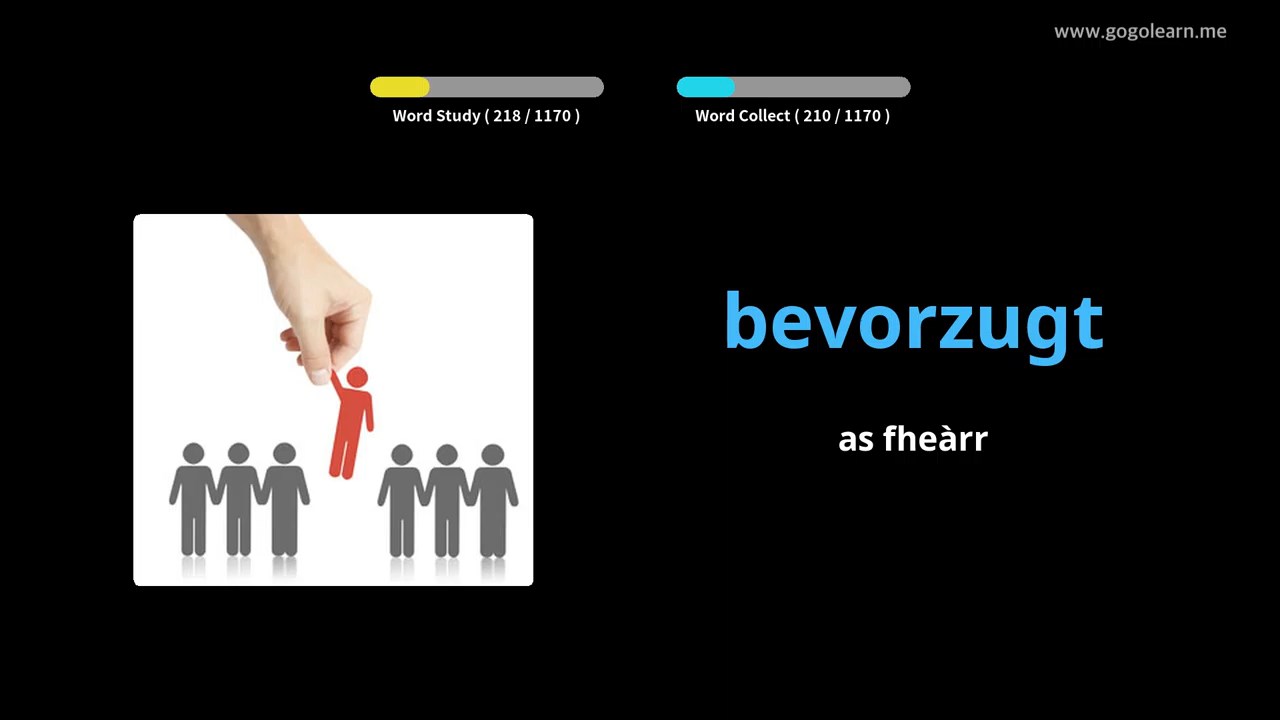 www.gogolearn.me
Word Study ( 218 / 1170 )
Word Collect ( 210 / 1170 )
bevorzugt
as fheàrr